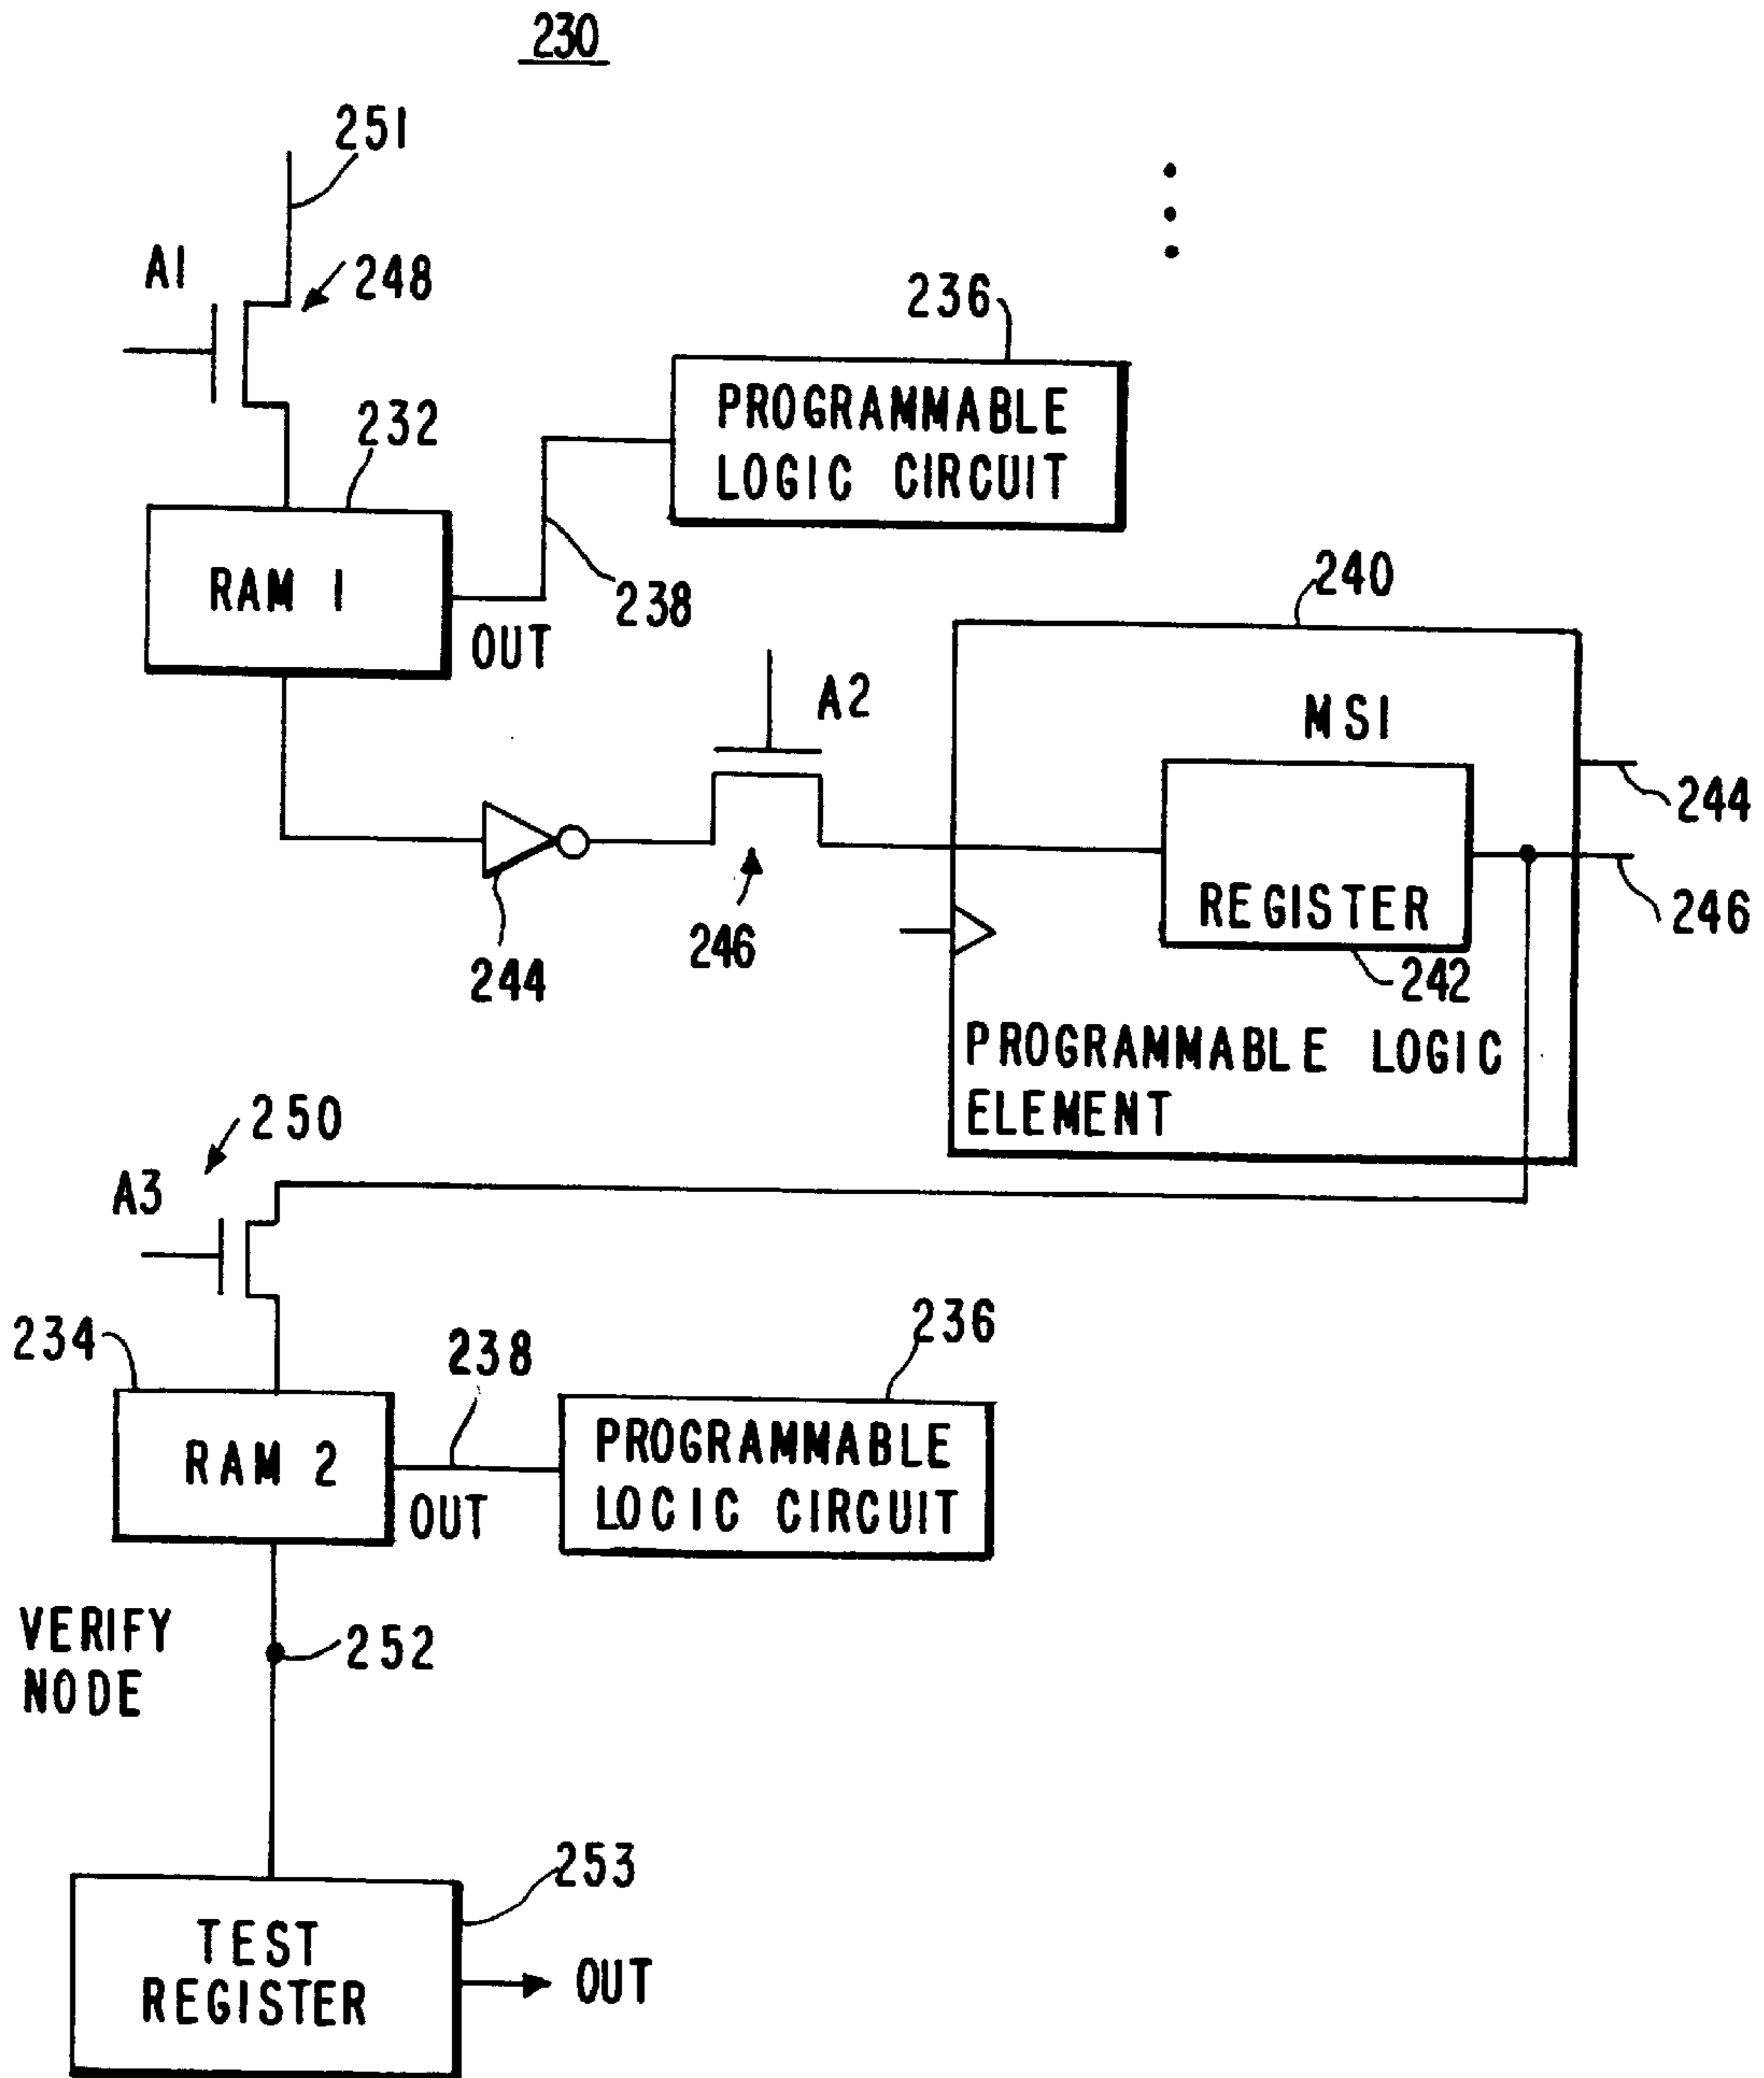 230
251
A1
248
236
PROGRAMMABLE
LOGIC CIRCUIT
232
RAM 1
238
OUT
240
A2
MSI
244
REGISTER
246
246
244
242
PROGRAMMABLE LOGIC
ELEMENT
250
A3
234
238
236
RAM 2
OUT
PROGRAMMABLE
LOGIC CIRCUIT
VERIFY
NODE
252
253
TEST
REGISTER
OUT